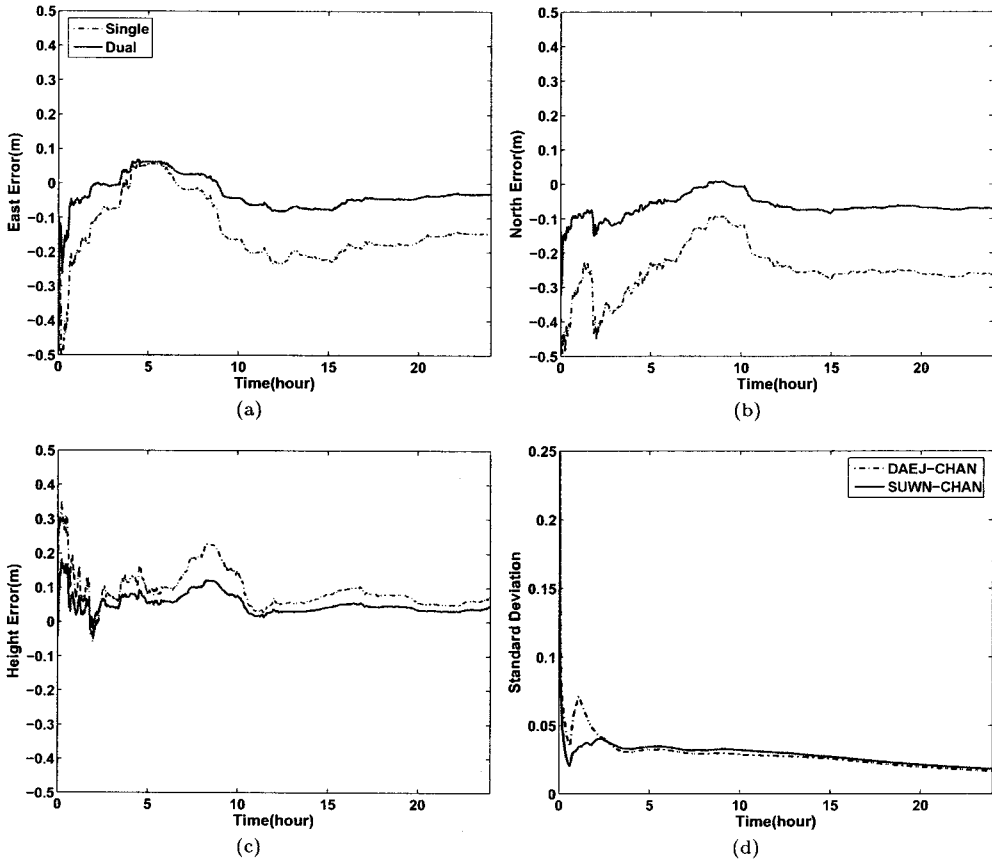 Single
Dual
0.5
0.4
0.3
0.2
0.1
0
−0.1
−0.2
−0.3
−0.4
−0.5
East Error(m)
0 5 10 15 20
Time(hour)
(a)
0.5
0.4
0.3
0.2
0.1
0
−0.1
−0.2
−0.3
−0.4
−0.5
North Error(m)
0 5 10 15 20
Time(hour)
(b)
0.5
0.4
0.3
0.2
0.1
0
−0.1
−0.2
−0.3
−0.4
−0.5
Height Error(m)
0 5 10 15 20
Time(hour)
(c)
DAEJ−CHAN
SUWN−CHAN
0.25
0.2
0.15
0.1
0.05
0
Standard Deviation
0 5 10 15 20
Time(hour)
(d)